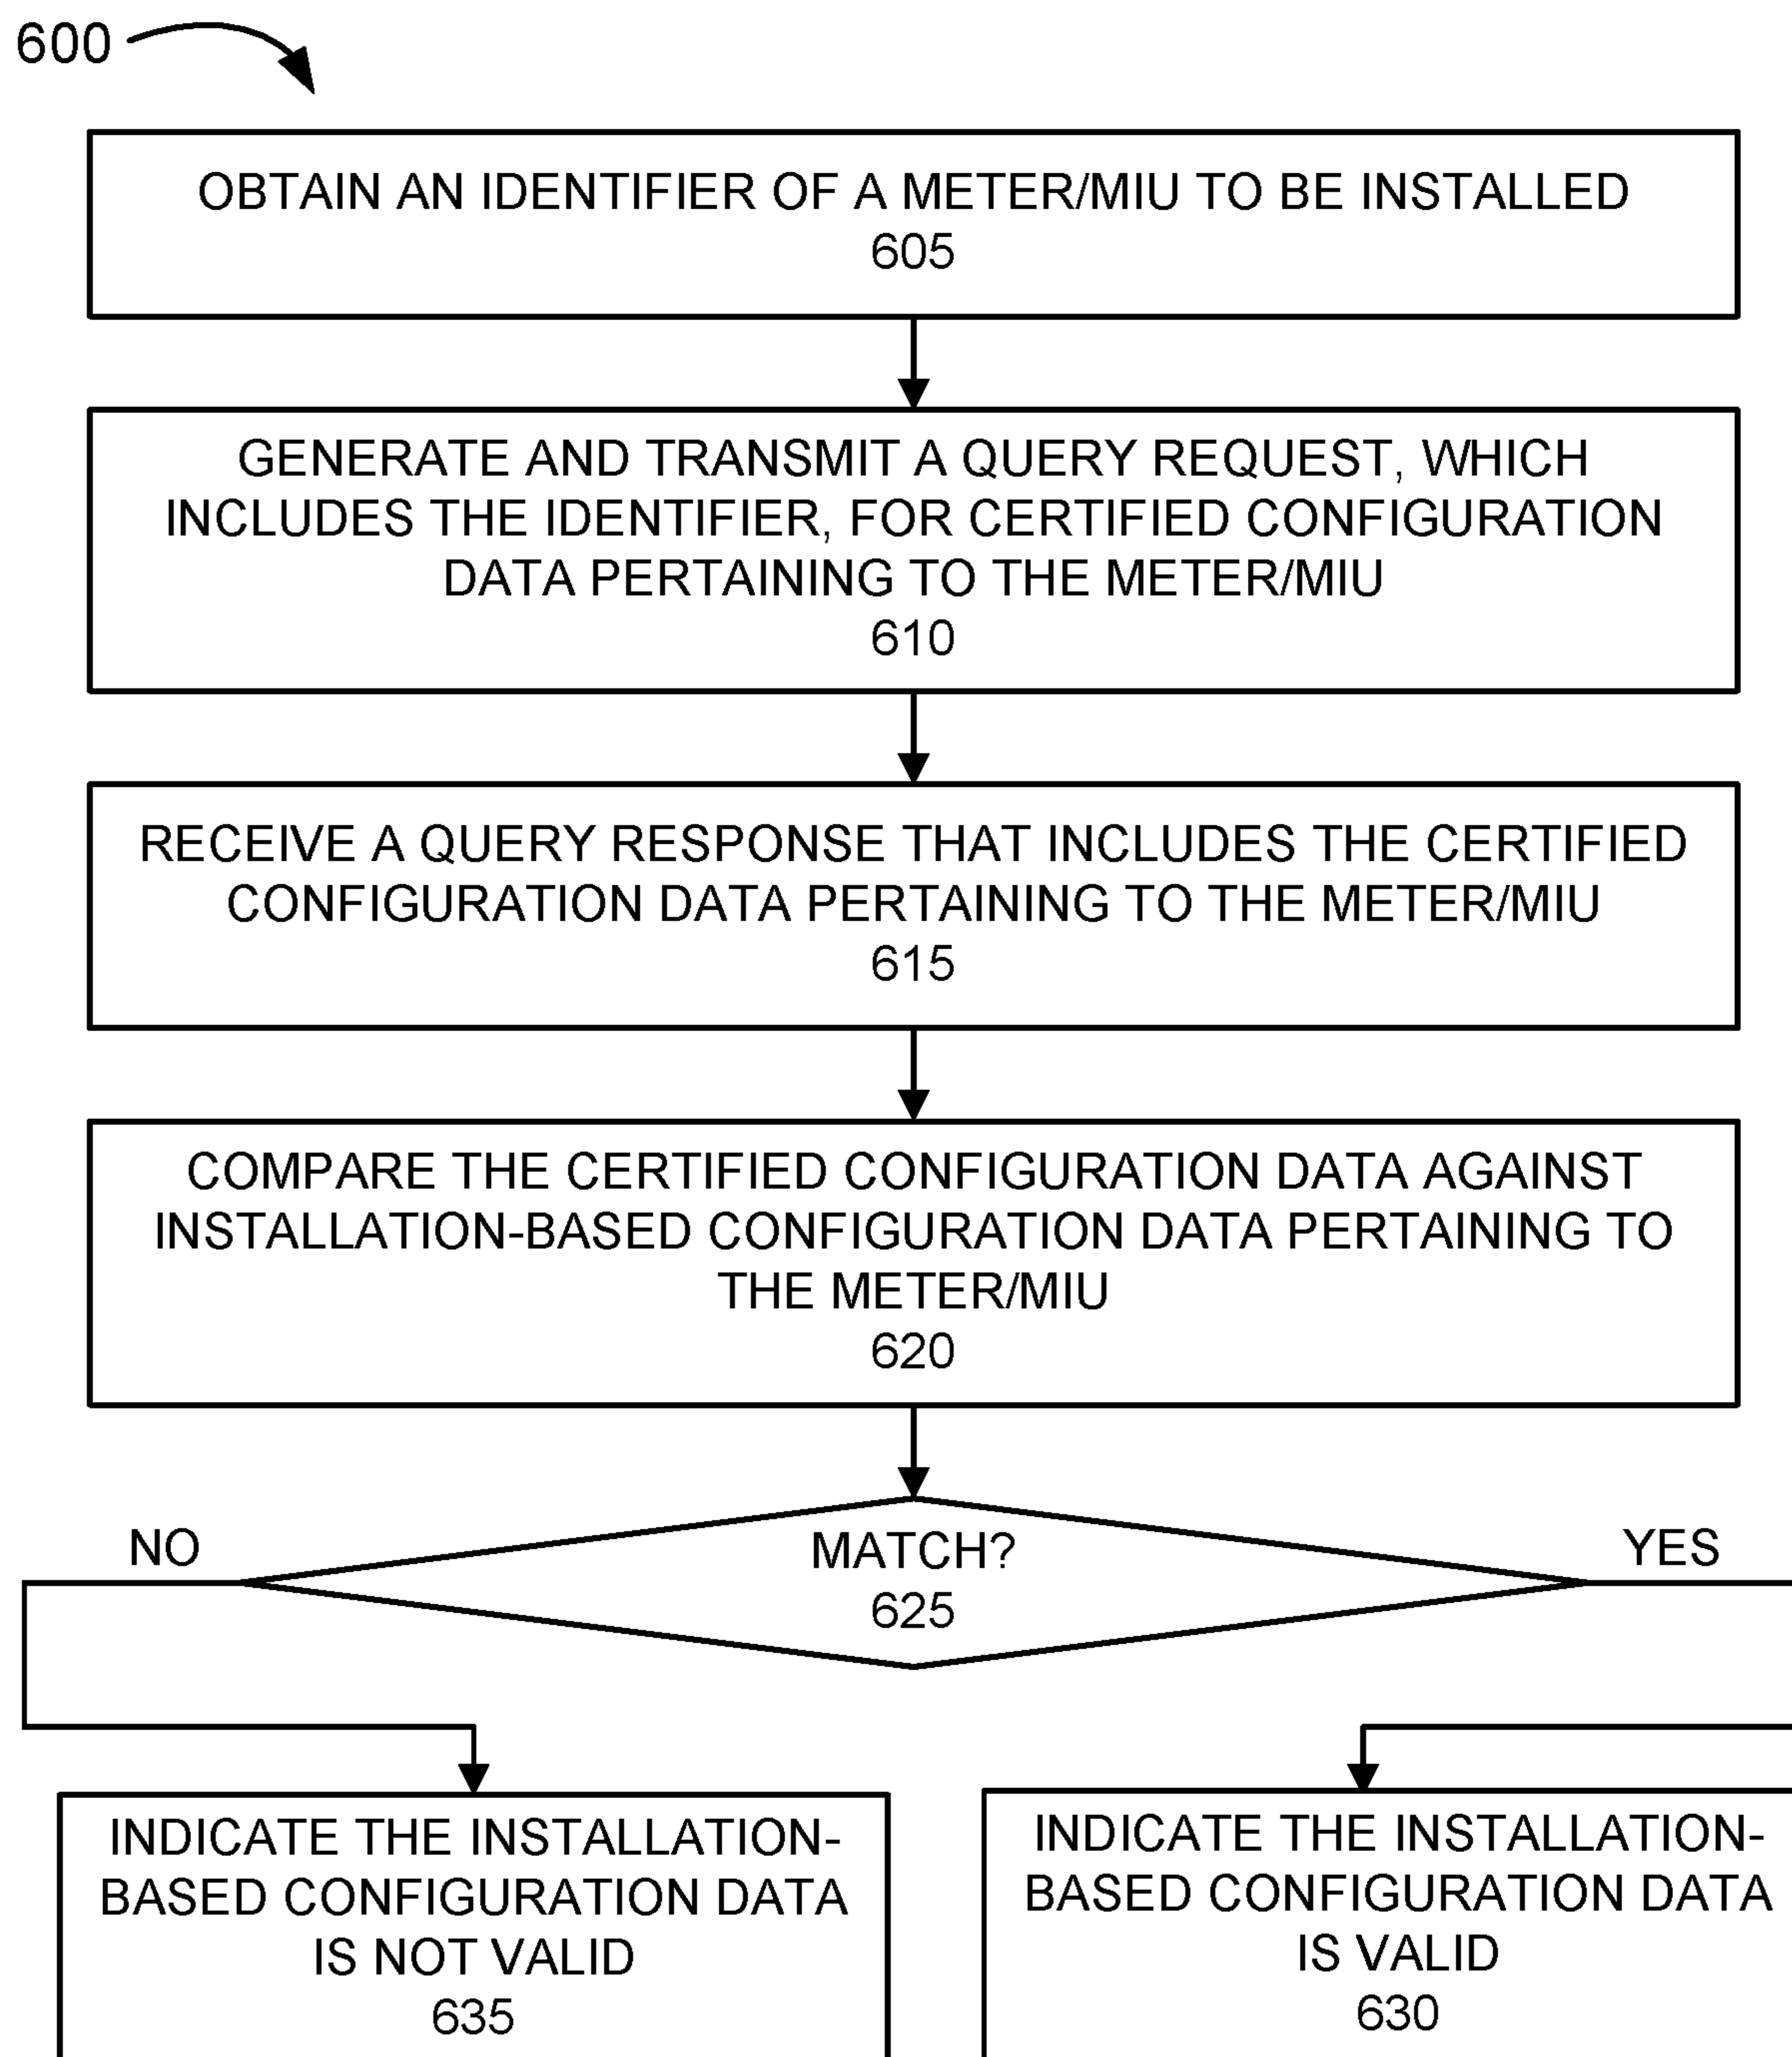 600
OBTAIN AN IDENTIFIER OF A METER/MIU TO BE INSTALLED
605
GENERATE AND TRANSMIT A QUERY REQUEST, WHICH
INCLUDES THE IDENTIFIER, FOR CERTIFIED CONFIGURATION
DATA PERTAINING TO THE METER/MIU
610
RECEIVE A QUERY RESPONSE THAT INCLUDES THE CERTIFIED
CONFIGURATION DATA PERTAINING TO THE METER/MIU
615
COMPARE THE CERTIFIED CONFIGURATION DATA AGAINST
INSTALLATION-BASED CONFIGURATION DATA PERTAINING TO
THE METER/MIU
620
NO
MATCH?
625
YES
INDICATE THE INSTALLATION-
BASED CONFIGURATION DATA
IS NOT VALID
635
INDICATE THE INSTALLATION-
BASED CONFIGURATION DATA
IS VALID
630